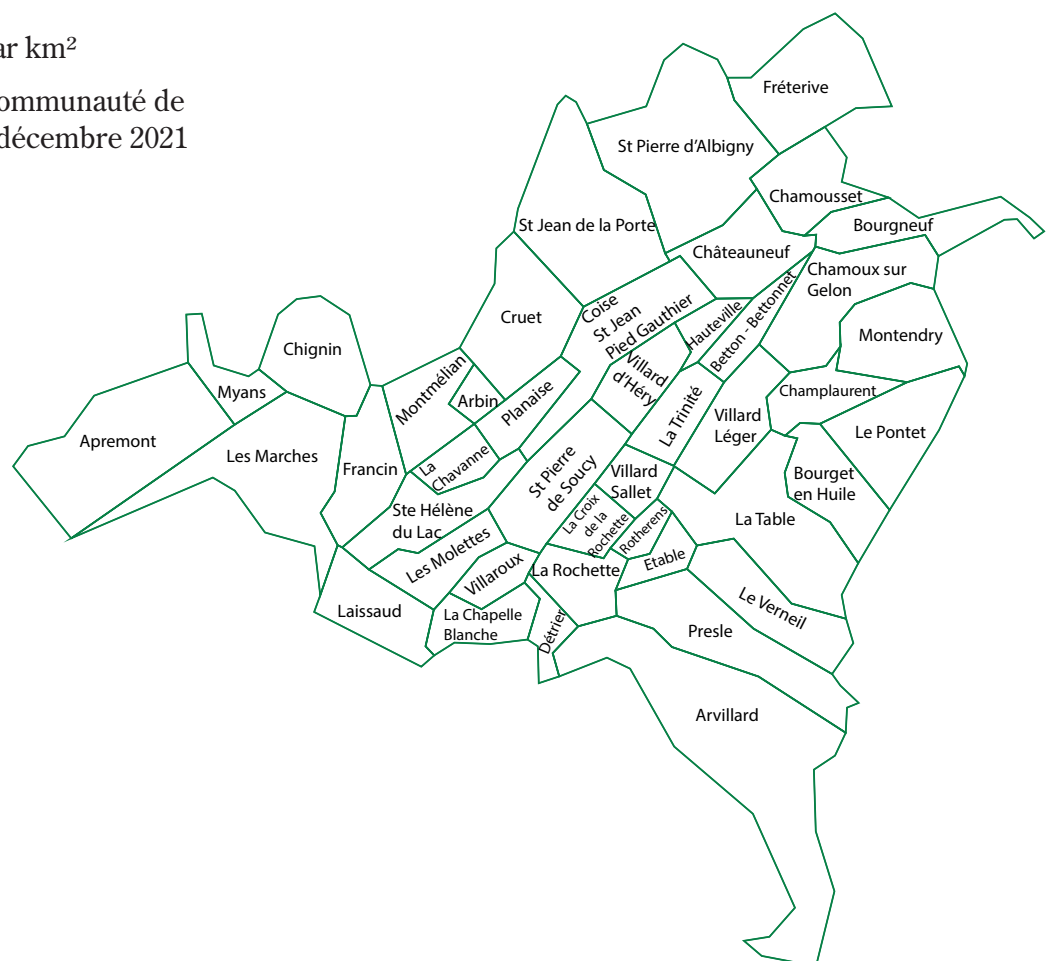 ar km²
ommunauté de
décembre 2021
Fréterive
St Pierre d'Albigny
Chamousset
Bourgneuf
St Jean de la Porte
Châteauneuf
Chamoux sur
Gelon
Coise
St Jean
Pied Gauthier
Hauteville
Betton - Bettonnet
Montendry
Cruet
Chignin
Montmélian
Arbin
Planaise
Villard
d'Héry
La Trinité
Champlaurent
Myans
Apremont
Les Marches
Francin
La
Chavanne
Villard
Léger
Le Pontet
Bourget
en Huile
St Pierre
de Soucy
Villard
Sallet
La Croix
de la
Rochette
Rotherens
La Table
Ste Hélène
du Lac
Les Molettes
Villaroux
La Rochette
Etable
Le Verneil
Laissaud
La Chapelle
Blanche
Détrier
Presle
Arvillard